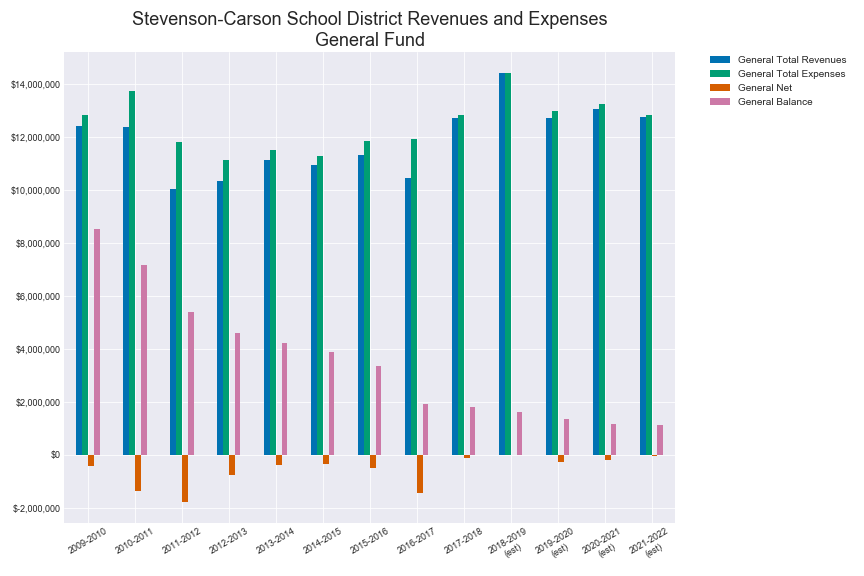 Stevenson-Carson School District Revenues and Expenses
General Fund
General Total Revenues
General Total Expenses
General Net
General Balance
$14,000,000
$12,000,000
$10,000,000
$8,000,000
$6,000,000
$4,000,000
$2,000,000
$0
$-2,000,000
2009-2010
2010-2011
2011-2012
2012-2013
2013-2014
2014-2015
2015-2016
2016-2017
2017-2018
2018-2019
(est)
2019-2020
(est)
2020-2021
(est)
2021-2022
(est)